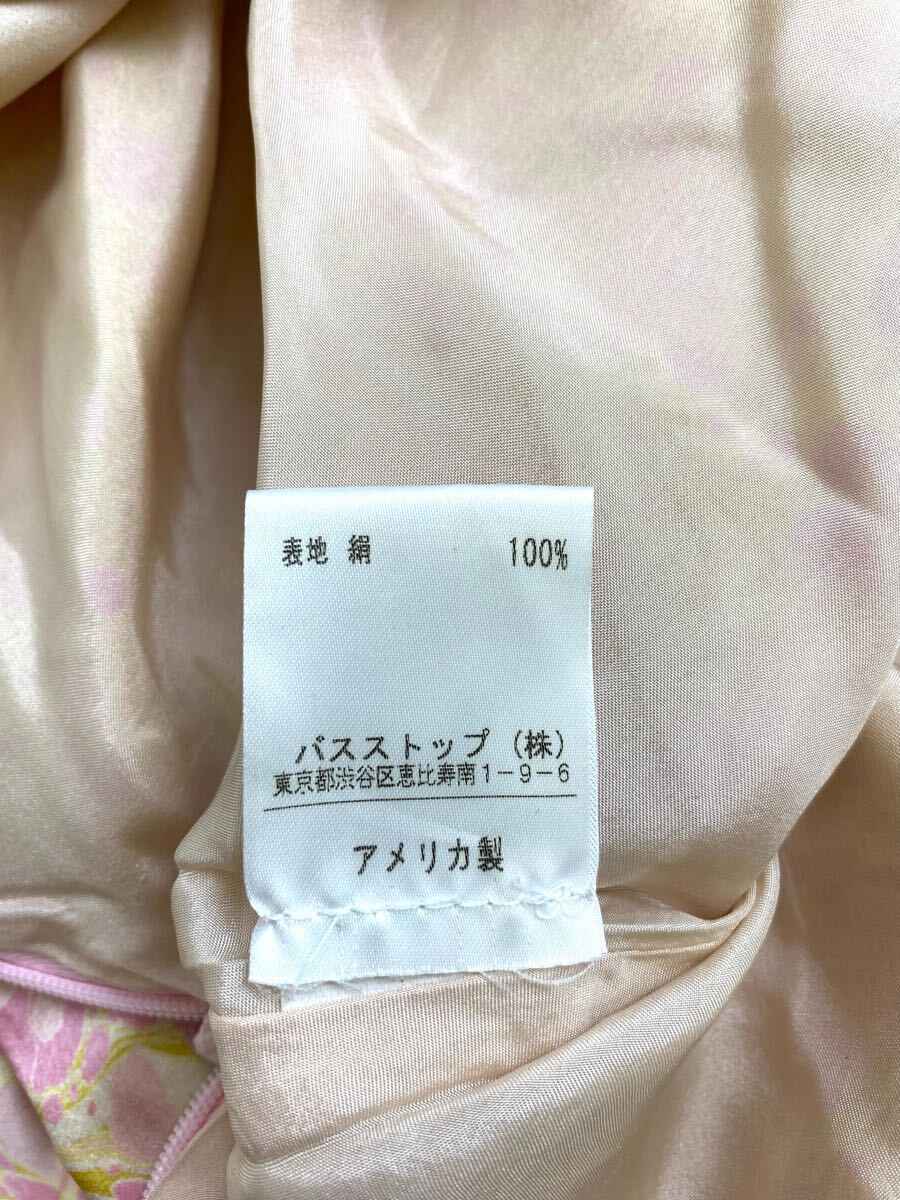 表地 絹 100%
バスストップ (株)
東京都渋谷区恵比寿南1-9-6
アメリカ製